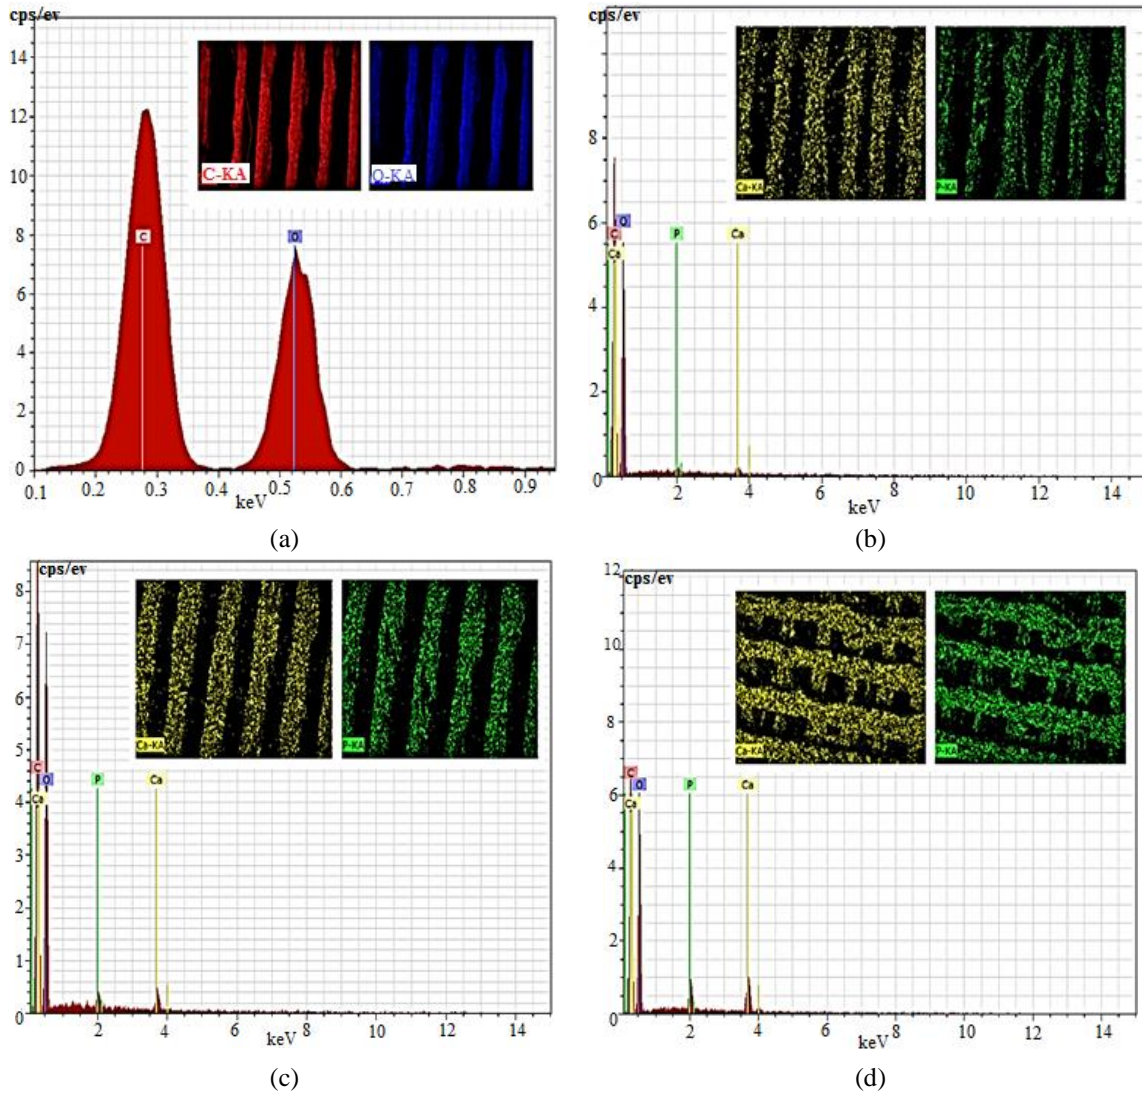 cps/ev
14
12
10
8
6
4
2
0
0.1 0.2 0.3 0.4 0.5 0.6 0.7 0.8 0.9
keV
C
O
C-KA
O-KA
(a)
cps/ev
8
6
4
2
0
2 4 6 8 10 12 14
keV
O
C
Ca
P
Ca
Ca-KA
P-KA
(b)
cps/ev
8
7
6
5
4
3
2
1
0
2 4 6 8 10 12 14
keV
C
O
Ca
P
Ca
Ca-KA
P-KA
(c)
12
cps/ev
10
8
6
4
2
0
2 4 6 8 10 12 14
keV
C
O
Ca
P
Ca
Ca-KA
P-KA
(d)